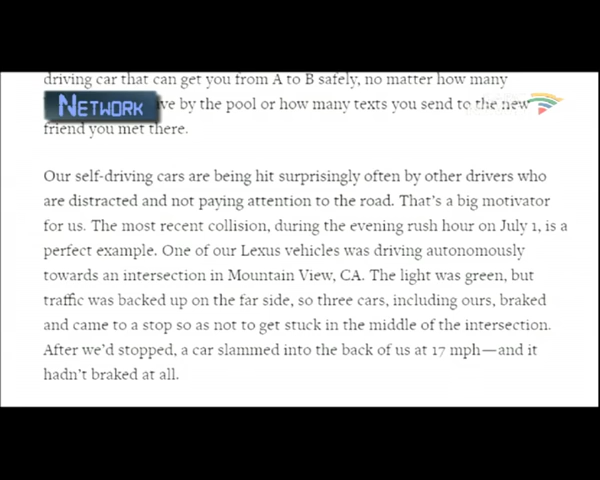 driving car that can get you from A to B safely, no matter how many
NETWORK
by the pool or how many texts you send to the new
friend you met there.
Our self-driving cars are being hit surprisingly often by other drivers who
are distracted and not paying attention to the road. That's a big motivator
for us. The most recent collision, during the evening rush hour on July 1, is a
perfect example. One of our Lexus vehicles was driving autonomously
towards an intersection in Mountain View, CA. The light was green, but
traffic was backed up on the far side, so three cars, including ours, braked
and came to a stop so as not to get stuck in the middle of the intersection.
After we'd stopped, a car slammed into the back of us at 17 mph—and it
hadn't braked at all.